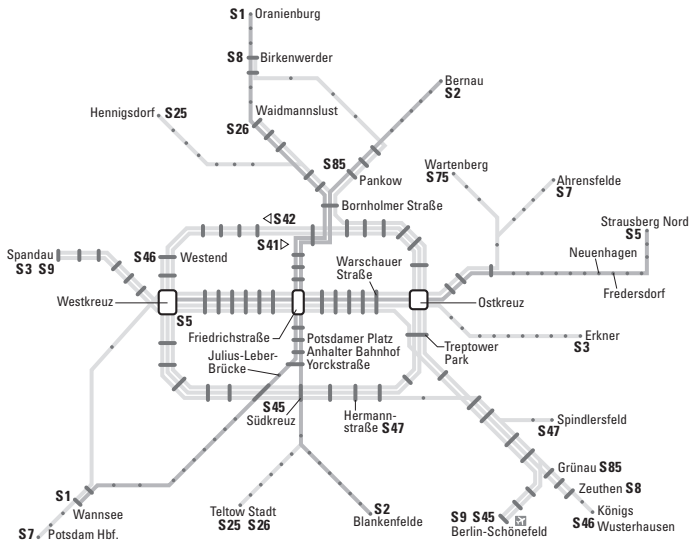 S1 Oranienburg
S8 Birkenwerder
Bernau
S2
Hennigsdorf S25
Waidmannslust
S26
S85
Pankow
Wartenberg
S75
Ahrensfelde
S7
Bornholmer Straße
Strausberg Nord
S5
◁S42
S41▷
Spandau
S3 S9
S46 Westend
Warschauer
Straße
Neuenhagen
Fredersdorf
Westkreuz
S5
Ostkreuz
Friedrichstraße
Potsdamer Platz
Anhalter Bahnhof
Yorckstraße
Treptower
Park
Erkner
S3
Julius-Leber-
Brücke
S45
Südkreuz
Hermann-
straße S47
Spindlersfeld
S47
Grünau S85
Zeuthen S8
S1
Wannsee
S7 Potsdam Hbf.
Teltow Stadt
S25 S26
S2
Blankenfelde
S9 S45
Berlin-Schönefeld
Königs
S46 Wusterhausen